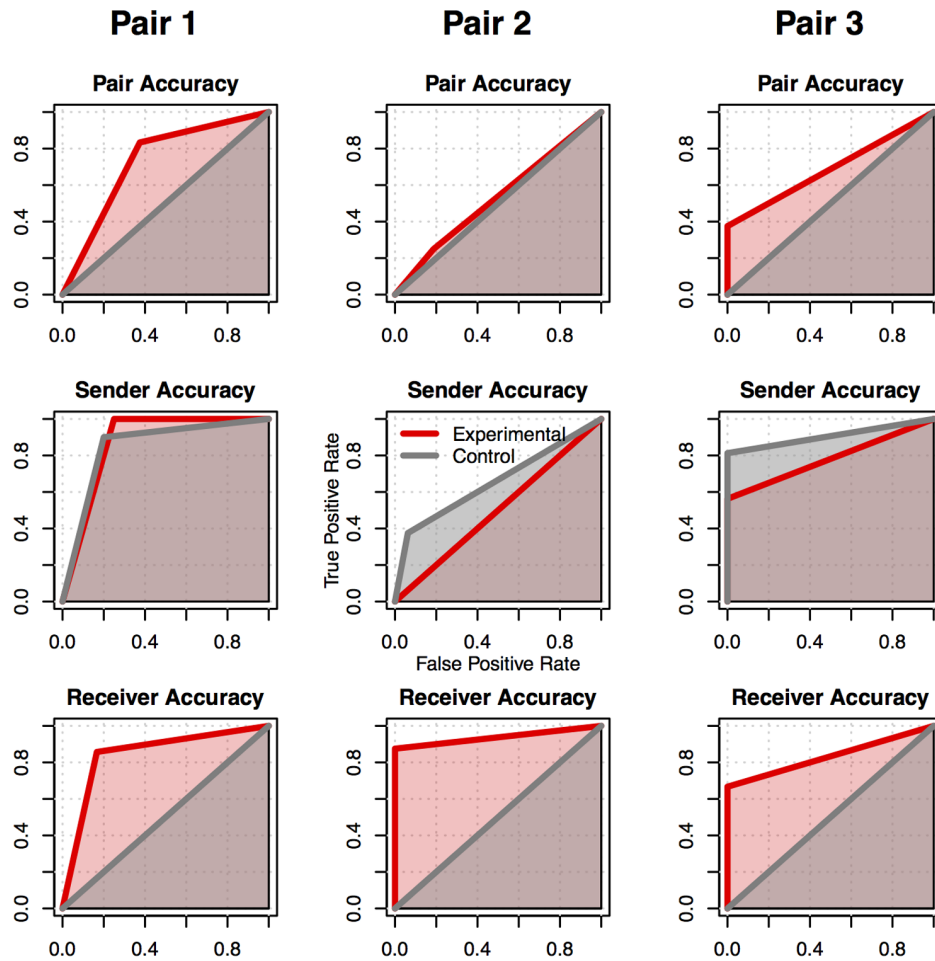 Pair 1 Pair 2 Pair 3
Pair Accuracy Pair Accuracy Pair Accuracy
0.8 0.8 0.8
0.4 0.4 0.4
0.0 0.0 0.0
0.0 0.4 0.8 0.0 0.4 0.8 0.0 0.4 0.8
Sender Accuracy Sender Accuracy Sender Accuracy
Experimental
Control
True Positive Rate
0.8 0.8 0.8
0.4 0.4 0.4
0.0 0.0 0.0
0.0 0.4 0.8 0.0 0.4 0.8 0.0 0.4 0.8
False Positive Rate
Receiver Accuracy Receiver Accuracy Receiver Accuracy
0.8 0.8 0.8
0.4 0.4 0.4
0.0 0.0 0.0
0.0 0.4 0.8 0.0 0.4 0.8 0.0 0.4 0.8